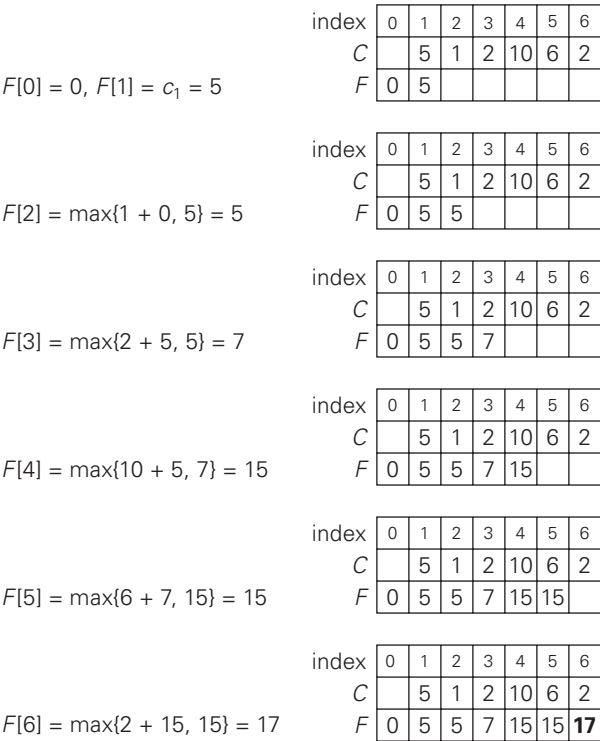 index 0 1 2 3 4 5 6
C 5 1 2 10 6 2
F[0] = 0, F[1] = c₁ = 5 F 0 5
index 0 1 2 3 4 5 6
C 5 1 2 10 6 2
F[2] = max{1 + 0, 5} = 5 F 0 5 5
index 0 1 2 3 4 5 6
C 5 1 2 10 6 2
F[3] = max{2 + 5, 5} = 7 F 0 5 5 7
index 0 1 2 3 4 5 6
C 5 1 2 10 6 2
F[4] = max{10 + 5, 7} = 15 F 0 5 5 7 15
index 0 1 2 3 4 5 6
C 5 1 2 10 6 2
F[5] = max{6 + 7, 15} = 15 F 0 5 5 7 15 15
index 0 1 2 3 4 5 6
C 5 1 2 10 6 2
F[6] = max{2 + 15, 15} = 17 F 0 5 5 7 15 15 17